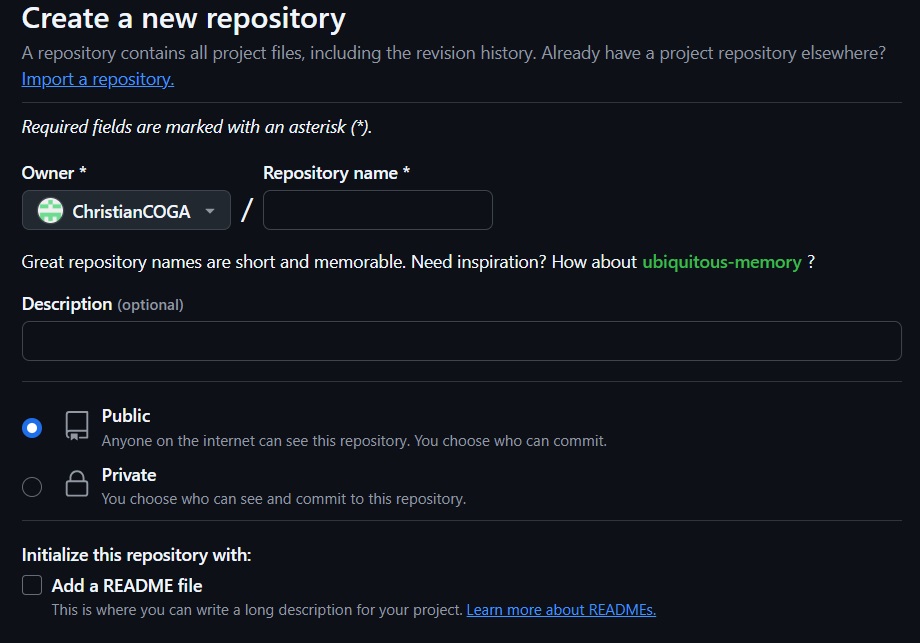 Create a new repository
A repository contains all project files, including the revision history. Already have a project repository elsewhere?
Import a repository.
Required fields are marked with an asterisk (*).
Owner * Repository name *
ChristianCOGA /
Great repository names are short and memorable. Need inspiration? How about ubiquitous-memory ?
Description (optional)
Public
Anyone on the internet can see this repository. You choose who can commit.
Private
You choose who can see and commit to this repository.
Initialize this repository with:
Add a README file
This is where you can write a long description for your project. Learn more about READMEs.